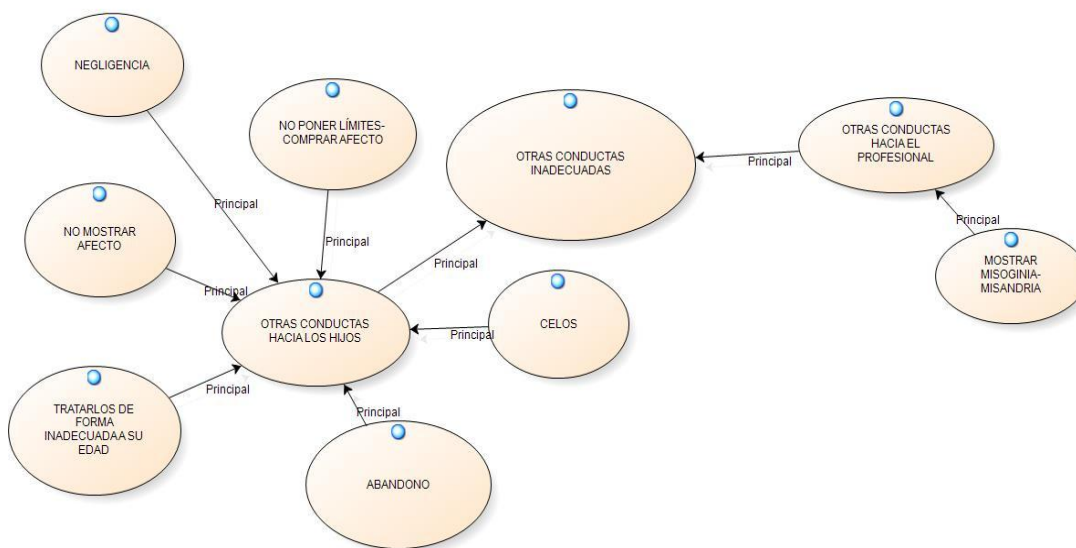 NEGLIGENCIA
NO PONER LÍMITES-
COMPRAR AFECTO
OTRAS CONDUCTAS
INADECUADAS
OTRAS CONDUCTAS
HACIA EL
PROFESIONAL
Principal
Principal
Principal
NO MOSTRAR
AFECTO
Principal
Principal
Principal
MOSTRAR
MISOGINIA-
MISANDRIA
Principal
OTRAS CONDUCTAS
HACIA LOS HIJOS
CELOS
Principal
Principal
Principal
TRATARLOS DE
FORMA
INADECUADA A SU
EDAD
ABANDONO